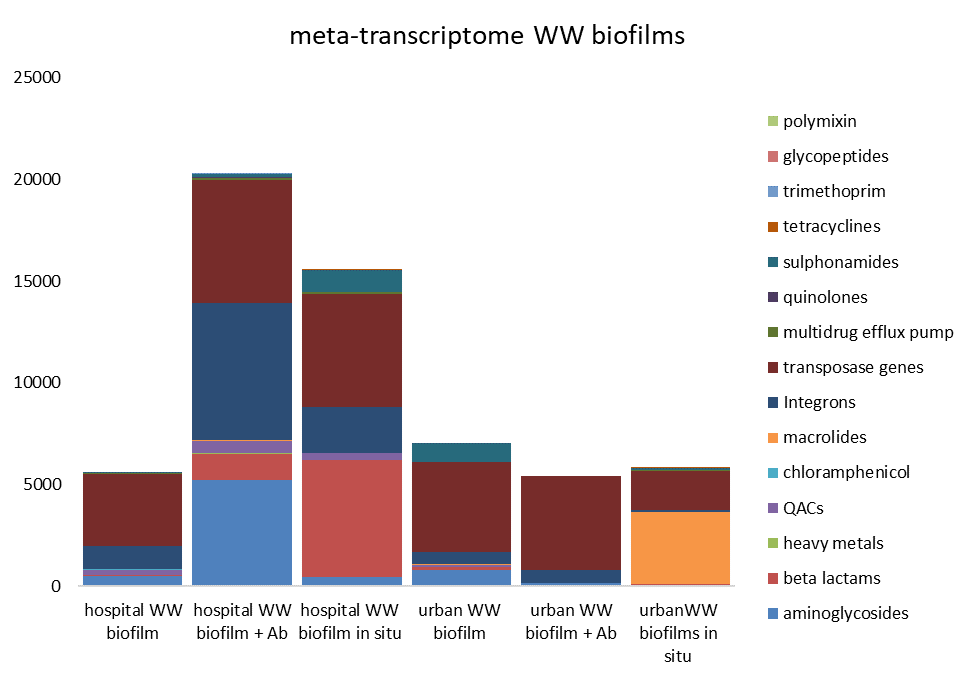 meta-transcriptome WW biofilms
25000
20000
15000
10000
5000
0
hospital WW
biofilm
hospital WW
biofilm + Ab
hospital WW
biofilm in situ
urban WW
biofilm
urban WW
biofilm + Ab
urbanWW
biofilms in
situ
polymixin
glycopeptides
trimethoprim
tetracyclines
sulphonamides
quinolones
multidrug efflux pump
transposase genes
Integrons
macrolides
chloramphenicol
QACs
heavy metals
beta lactams
aminoglycosides